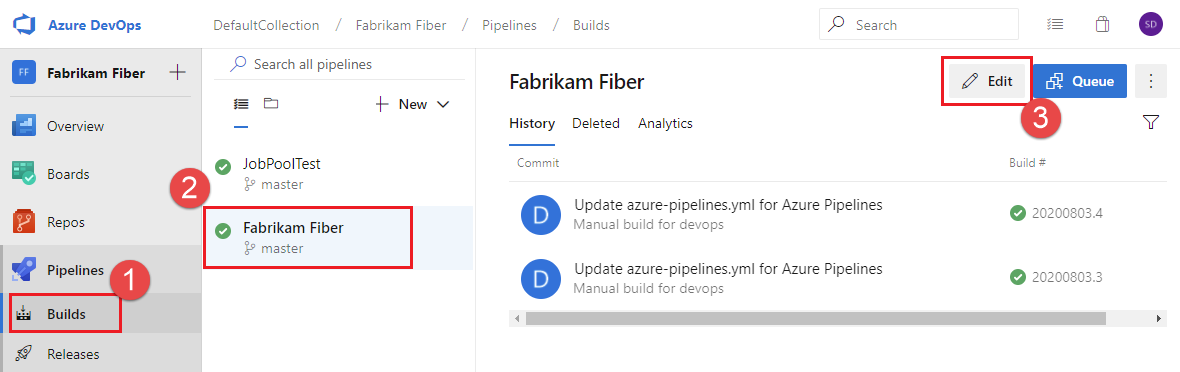 Azure DevOps
DefaultCollection / Fabrikam Fiber / Pipelines / Builds
Search
SD
FF Fabrikam Fiber
Overview
Boards
Repos
Pipelines
1
Builds
Releases
Search all pipelines
New
JobPoolTest
master
2
Fabrikam Fiber
master
Fabrikam Fiber
Edit
Queue
3
History Deleted Analytics
Commit Build #
D Update azure-pipelines.yml for Azure Pipelines 20200803.4
Manual build for devops
D Update azure-pipelines.yml for Azure Pipelines 20200803.3
Manual build for devops